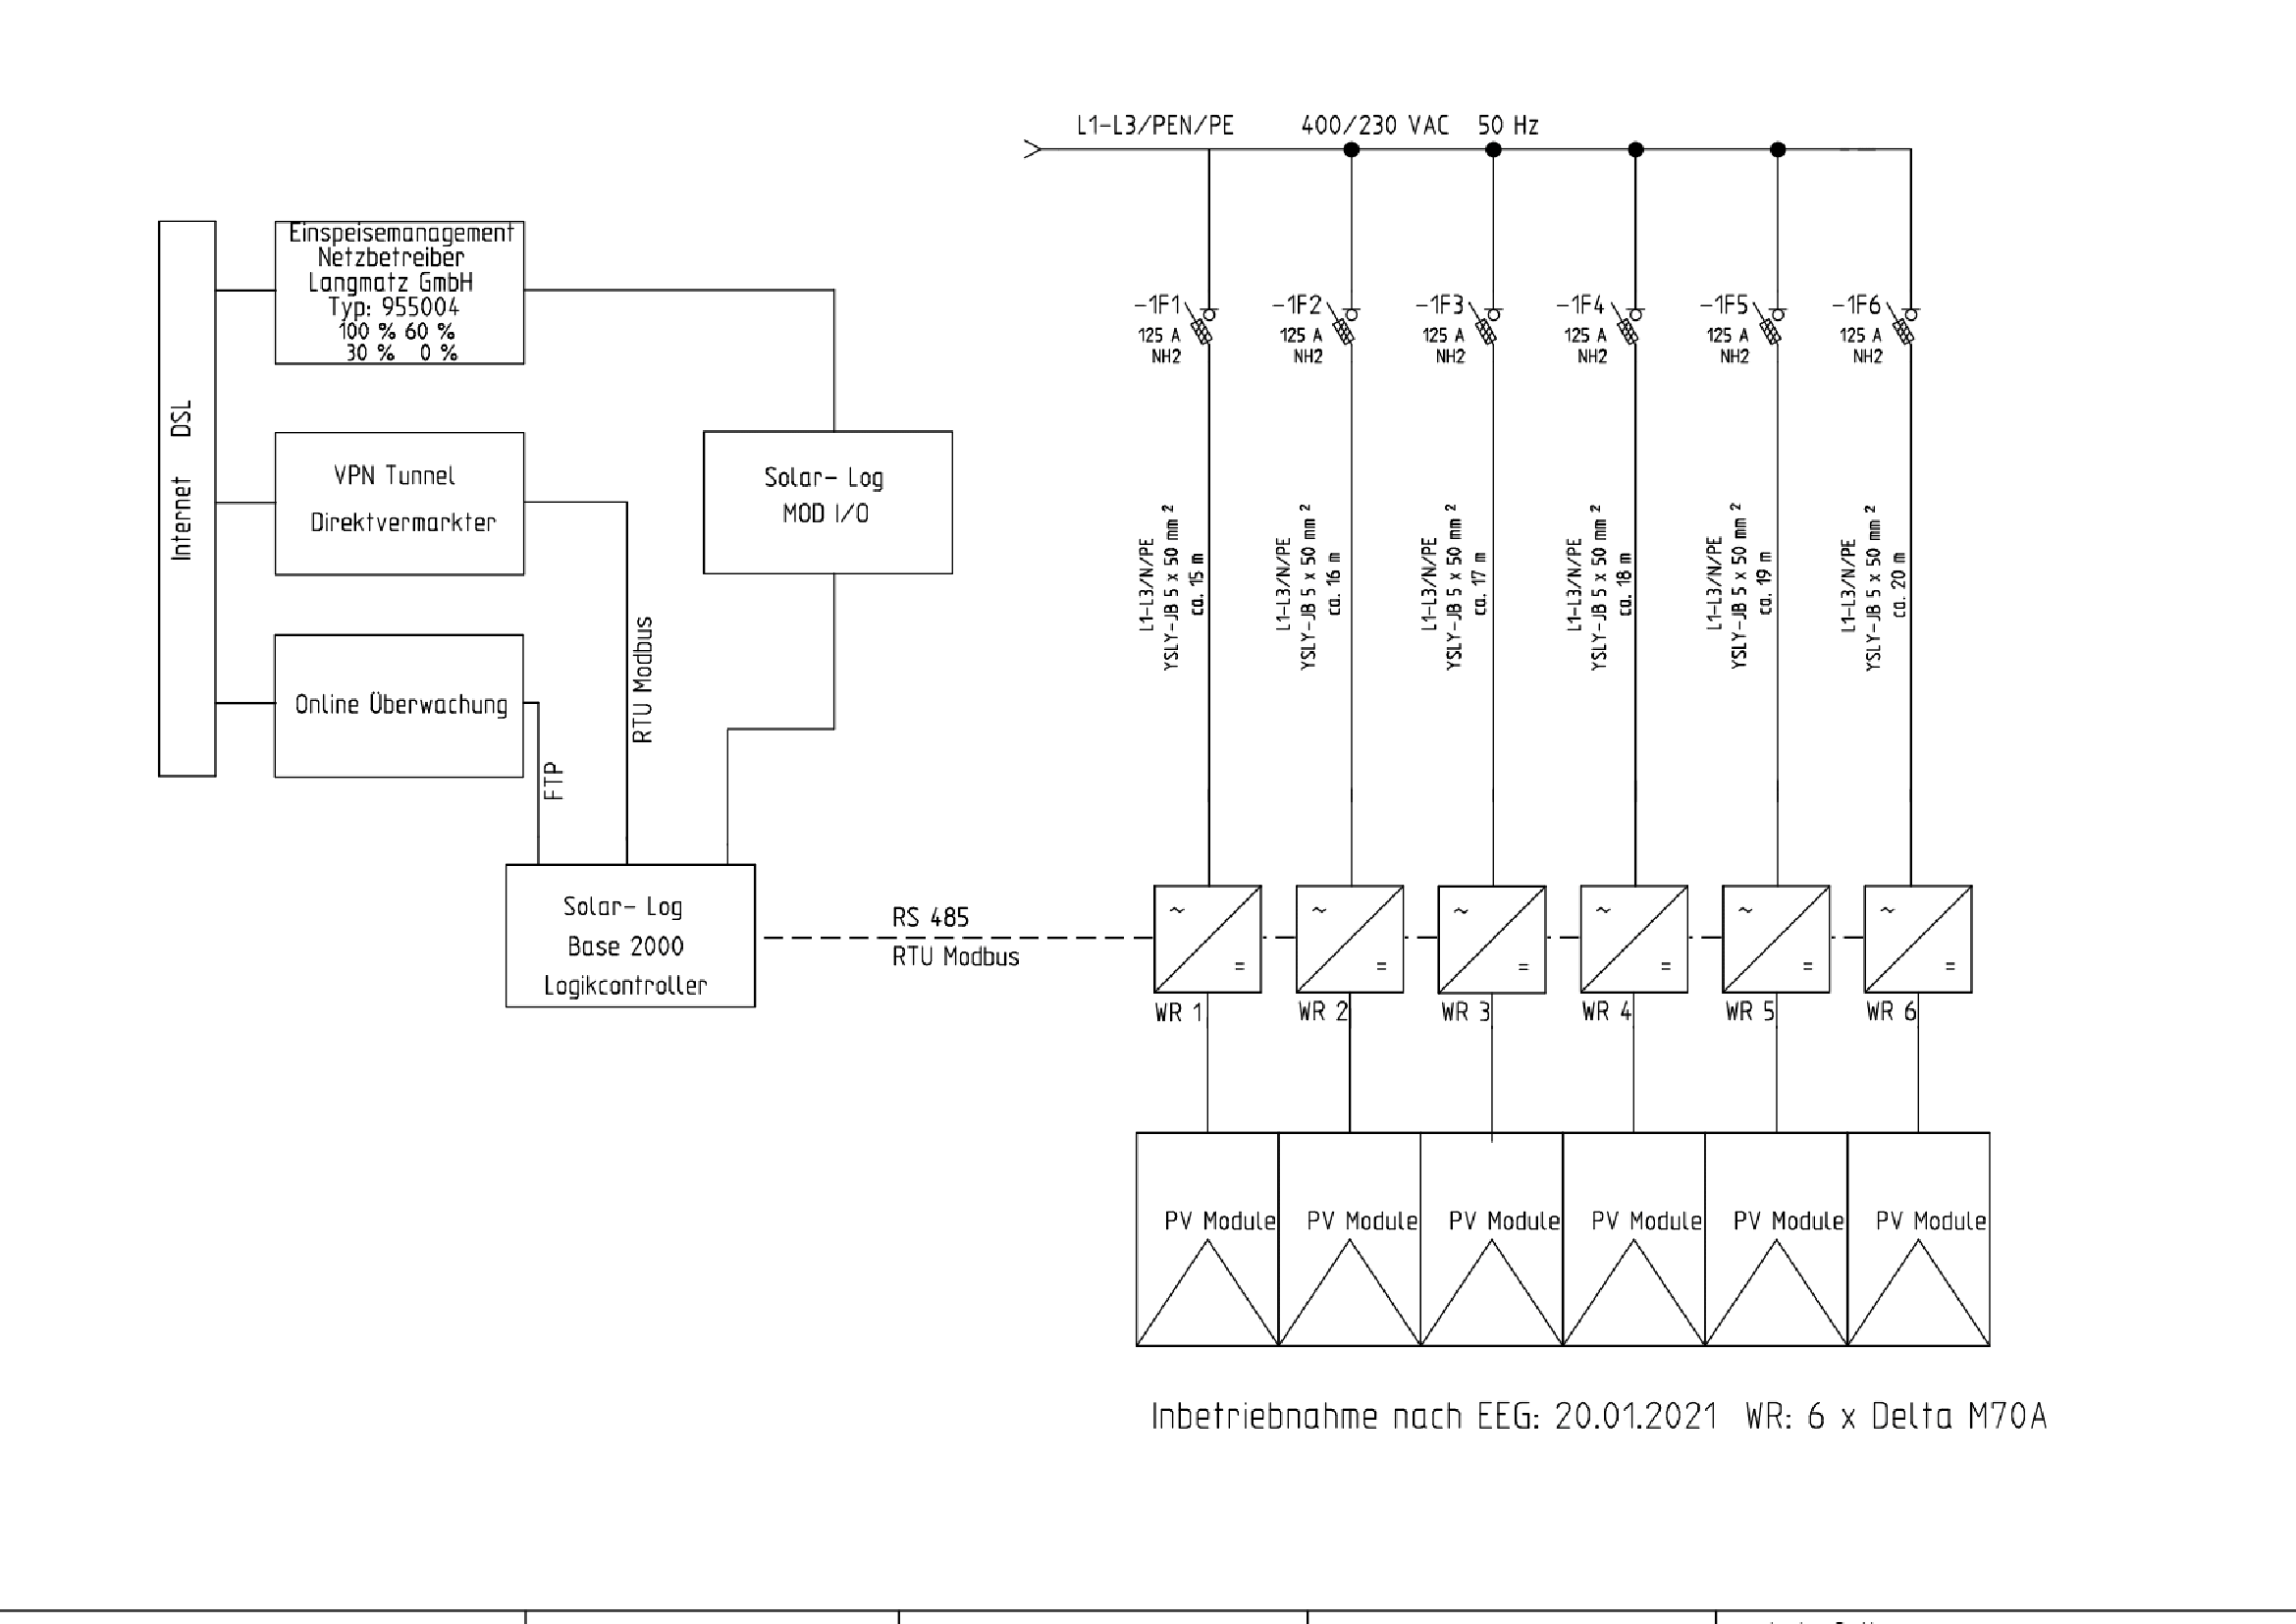 L1-L3/PEN/PE 400/230 VAC 50 Hz
Einspeisemanagement
Netzbetreiber
Langmatz GmbH
Typ: 955004
100 % 60 %
30 % 0 %
Internet DSL
VPN Tunnel
Direktvermarkter
Online Überwachung
Solar- Log
MOD I/O
RTU Modbus
FTP
Solar- Log
Base 2000
Logikcontroller
RS 485
RTU Modbus
-1F1
125 A
NH2
-1F2
125 A
NH2
-1F3
125 A
NH2
-1F4
125 A
NH2
-1F5
125 A
NH2
-1F6
125 A
NH2
L1-L3/N/PE
YSLY-JB 5 x 50 mm ²
ca. 15 m
L1-L3/N/PE
YSLY-JB 5 x 50 mm ²
ca. 16 m
L1-L3/N/PE
YSLY-JB 5 x 50 mm ²
ca. 17 m
L1-L3/N/PE
YSLY-JB 5 x 50 mm ²
ca. 18 m
L1-L3/N/PE
YSLY-JB 5 x 50 mm ²
ca. 19 m
L1-L3/N/PE
YSLY-JB 5 x 50 mm ²
ca. 20 m
~ = ~ = ~ = ~ = ~ = ~ =
WR 1 WR 2 WR 3 WR 4 WR 5 WR 6
PV Module PV Module PV Module PV Module PV Module PV Module
Inbetriebnahme nach EEG: 20.01.2021 WR: 6 x Delta M70A